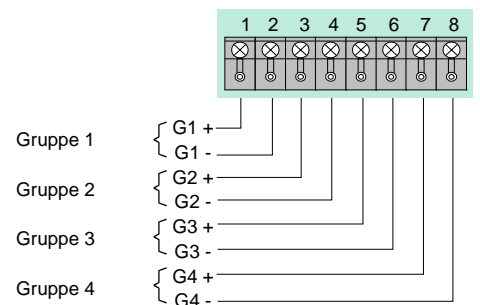 1 2 3 4 5 6 7 8
G1 +
Gruppe 1
G1 -
G2 +
Gruppe 2
G2 -
G3 +
Gruppe 3
G3 -
G4 +
Gruppe 4
G4 -